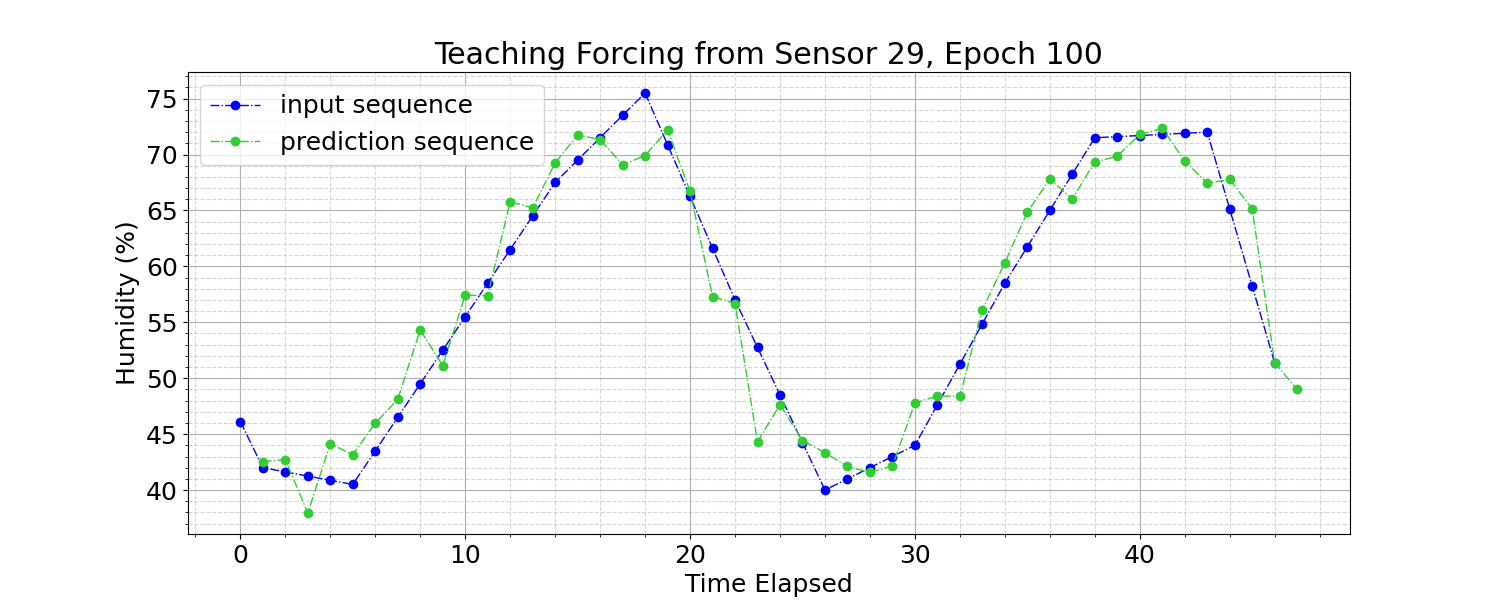 Teaching Forcing from Sensor 29, Epoch 100
input sequence
prediction sequence
Humidity (%)
75
70
65
60
55
50
45
40
0 10 20 30 40
Time Elapsed